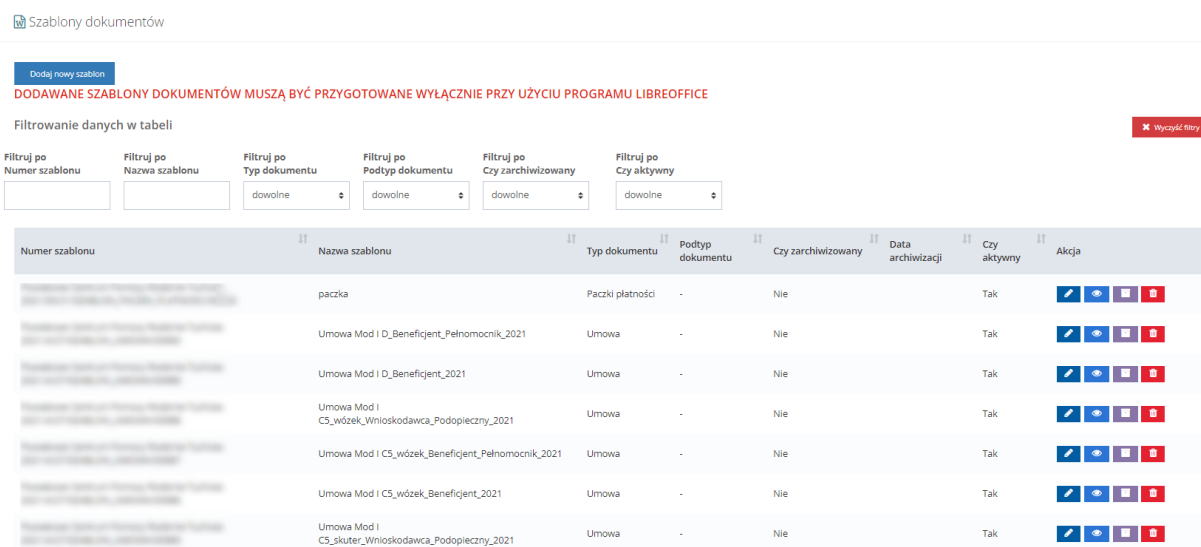 Szablony dokumentów
Dodaj nowy szablon
DODAWANE SZABLONY DOKUMENTÓW MUSZĄ BYĆ PRZYGOTOWANE WYŁĄCZNIE PRZY UŻYCIU PROGRAMU LIBREOFFICE
Filtrowanie danych w tabeli
Wyczyść filtry
Filtruj po Filtruj po Filtruj po Filtruj po Filtruj po Filtruj po
Numer szablonu Nazwa szablonu Typ dokumentu Podtyp dokumentu Czy zarchiwizowany Czy aktywny
dowolne dowolne dowolne dowolne
Numer szablonu Nazwa szablonu Typ dokumentu Podtyp dokumentu Czy zarchiwizowany Data archiwizacji Czy aktywny Akcja
paczka Paczki płatności - Nie Tak
Umowa Mod I D_Beneficjent_Pełnomocnik_2021 Umowa - Nie Tak
Umowa Mod I D_Beneficjent_2021 Umowa - Nie Tak
Umowa Mod I
C5_wózek_Wnioskodawca_Podopieczny_2021 Umowa - Nie Tak
Umowa Mod I C5_wózek_Beneficjent_Pełnomocnik_2021 Umowa - Nie Tak
Umowa Mod I C5_wózek_Beneficjent_2021 Umowa - Nie Tak
Umowa Mod I
C5_skuter_Wnioskodawca_Podopieczny_2021 Umowa - Nie Tak